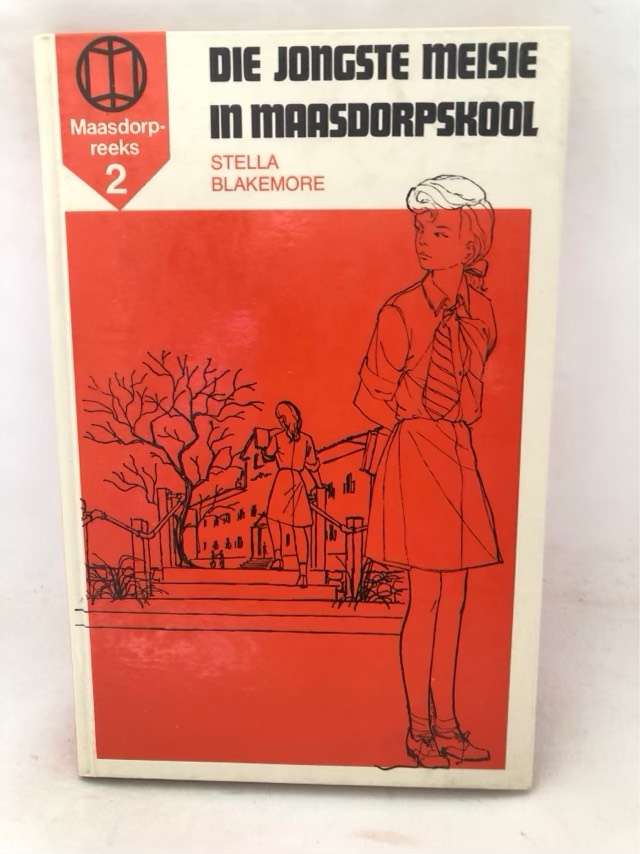 Maasdorp-
reeks
2
DIE JONGSTE MEISIE
IN MAASDORPSKOOL
STELLA
BLAKEMORE